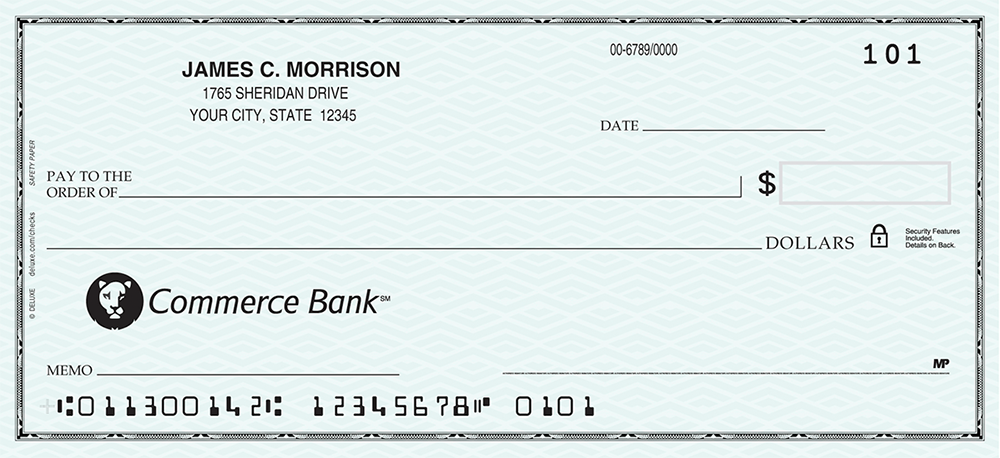 00-6789/0000
101
JAMES C. MORRISON
1765 SHERIDAN DRIVE
YOUR CITY, STATE 12345
DATE
PAY TO THE
ORDER OF
$
DOLLARS
Security Features
Included.
Details on Back.
Commerce Bank℠
MEMO
MP
⑆011300142⑆ 12345678⑈ 0101
SAFETY PAPER
© DELUXE deluxe.com/checks